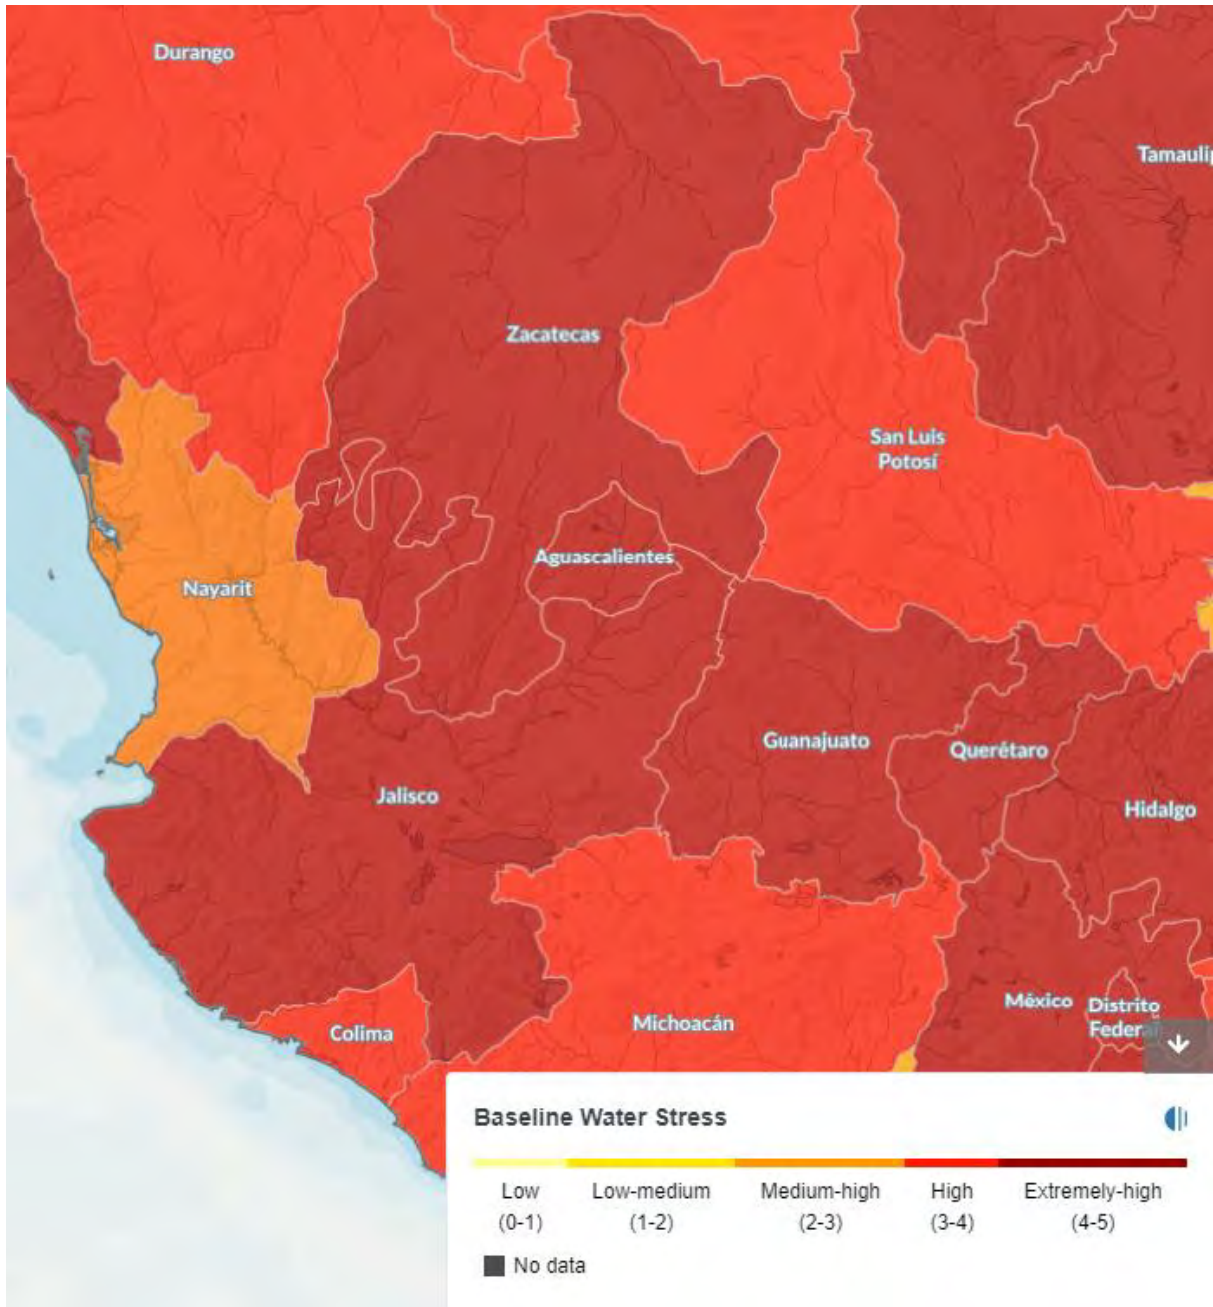 Durango
Tamaulip
Zacatecas
San Luis
Potosí
Aguascalientes
Nayarit
Guanajuato
Querétaro
Jalisco
Hidalgo
México
Distrito
Federal
Michoacán
Colima
Baseline Water Stress
Low
(0-1)
Low-medium
(1-2)
Medium-high
(2-3)
High
(3-4)
Extremely-high
(4-5)
No data